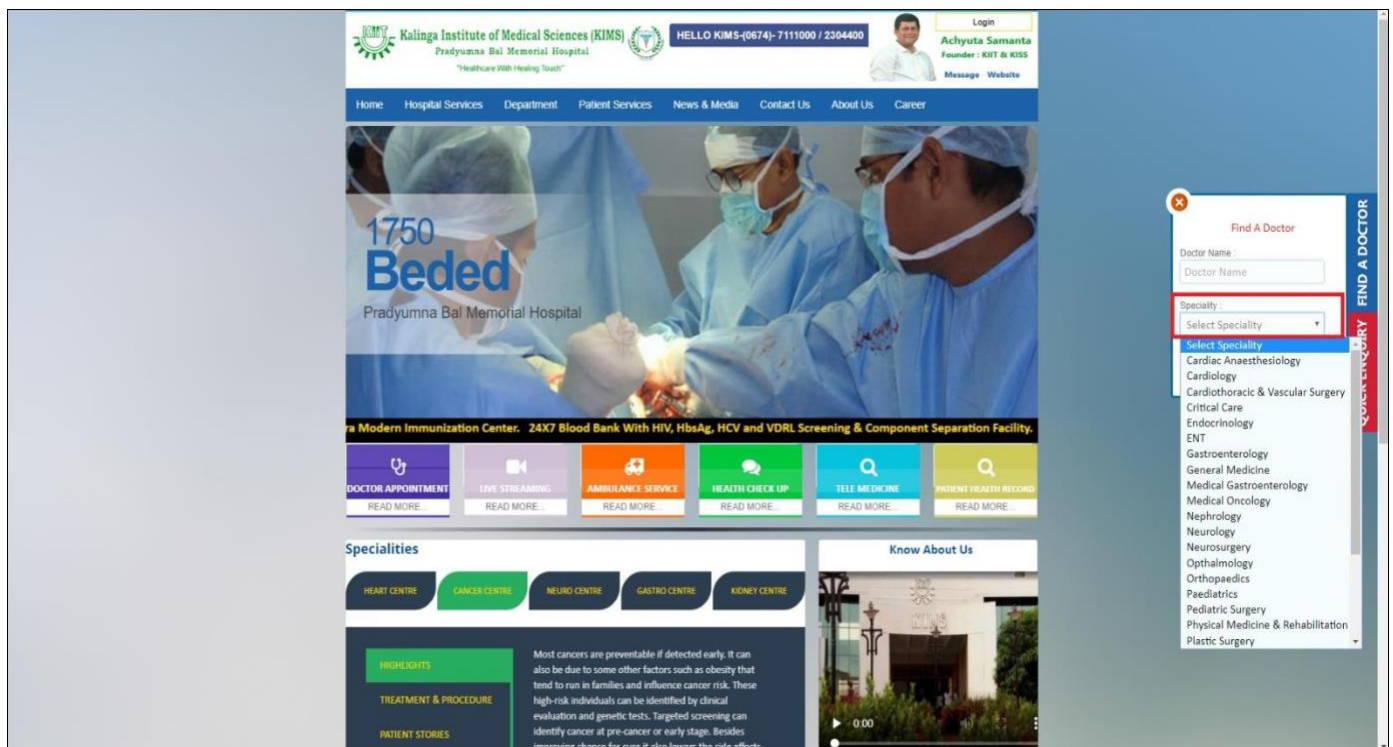 Kalinga Institute of Medical Sciences (KIMS)
Pradyumna Bal Memorial Hospital
"Healthcare With Healing Touch"
HELLO KIMS-(0674)- 7111000 / 2304400
Login
Achyuta Samanta
Founder : KIIT & KISS
Message Website
Home Hospital Services Department Patient Services News & Media Contact Us About Us Career
1750
Beded
Pradyumna Bal Memorial Hospital
ra Modern Immunization Center. 24X7 Blood Bank With HIV, HbsAg, HCV and VDRL Screening & Component Separation Facility.
DOCTOR APPOINTMENT LIVE STREAMING AMBULANCE SERVICE HEALTH CHECK UP TELE MEDICINE PATIENT HEALTH RECORD
READ MORE... READ MORE... READ MORE... READ MORE... READ MORE... READ MORE...
Specialities
HEART CENTRE CANCER CENTRE NEURO CENTRE GASTRO CENTRE KIDNEY CENTRE
HIGHLIGHTS
TREATMENT & PROCEDURE
PATIENT STORIES
Most cancers are preventable if detected early. It can
also be due to some other factors such as obesity that
tend to run in families and influence cancer risk. These
high-risk individuals can be identified by clinical
evaluation and genetic tests. Targeted screening can
identify cancer at pre-cancer or early stage. Besides
improving chance for cure it also lowers the side effects
Know About Us
KIMS
0:00
Find A Doctor
Doctor Name :
Doctor Name
Speciality :
Select Speciality
Select Speciality
Cardiac Anaesthesiology
Cardiology
Cardiothoracic & Vascular Surgery
Critical Care
Endocrinology
ENT
Gastroenterology
General Medicine
Medical Gastroenterology
Medical Oncology
Nephrology
Neurology
Neurosurgery
Opthalmology
Orthopaedics
Paediatrics
Pediatric Surgery
Physical Medicine & Rehabilitation
Plastic Surgery
FIND A DOCTOR
QUICK ENQUIRY